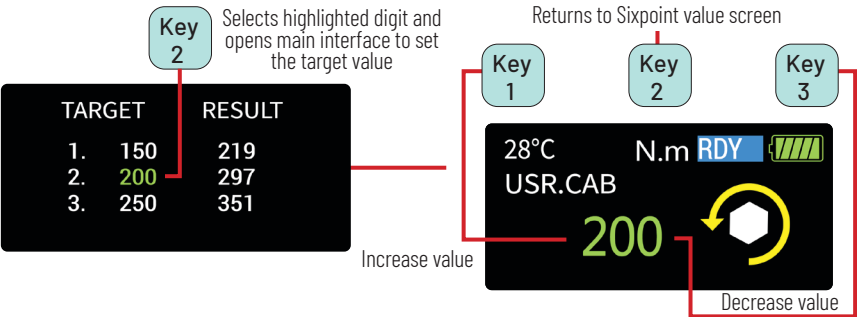 Key
2
Selects highlighted digit and
opens main interface to set
the target value
TARGET RESULT
1. 150 219
2. 200 297
3. 250 351
Returns to Sixpoint value screen
Key
1
Key
2
Key
3
28°C N.m RDY
USR.CAB
200
Increase value
Decrease value